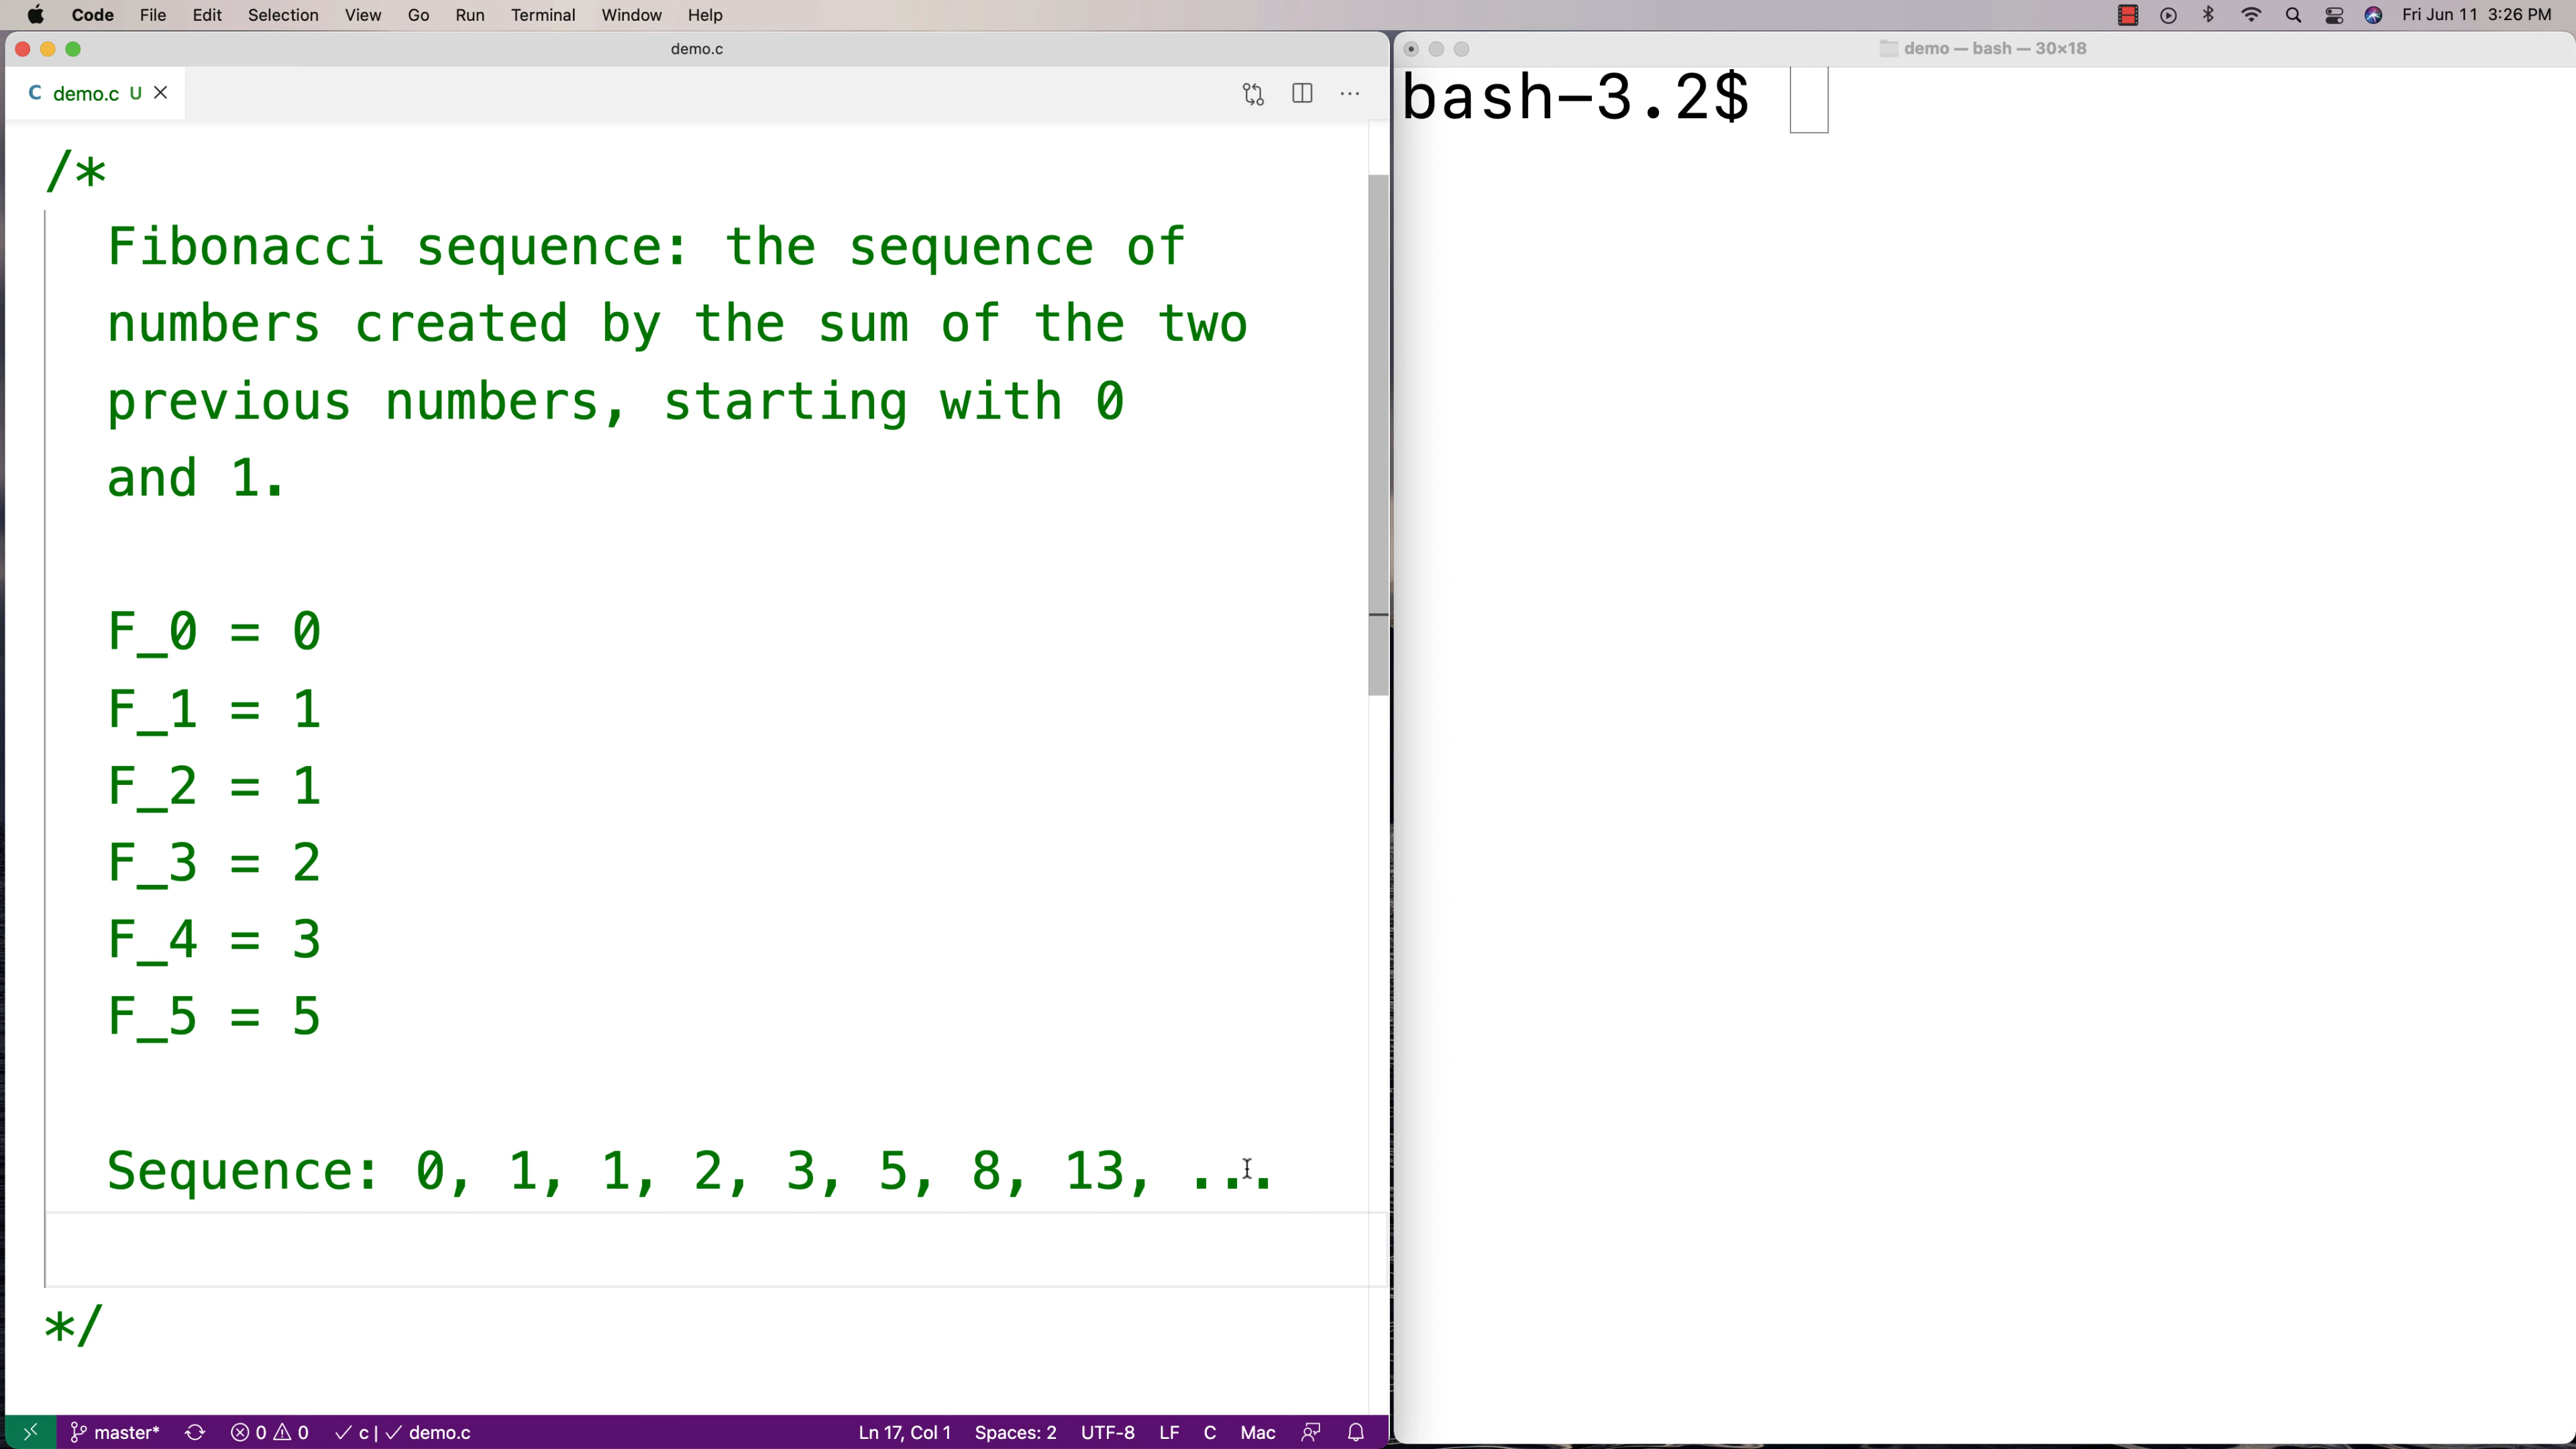 Code File Edit Selection View Go Run Terminal Window Help Fri Jun 11 3:26 PM
demo.c
C demo.c U
/*
Fibonacci sequence: the sequence of
numbers created by the sum of the two
previous numbers, starting with 0
and 1.
F_0 = 0
F_1 = 1
F_2 = 1
F_3 = 2
F_4 = 3
F_5 = 5
Sequence: 0, 1, 1, 2, 3, 5, 8, 13, ...
*/
master* 0 0 c | demo.c Ln 17, Col 1 Spaces: 2 UTF-8 LF C Mac
demo — bash — 30×18
bash-3.2$